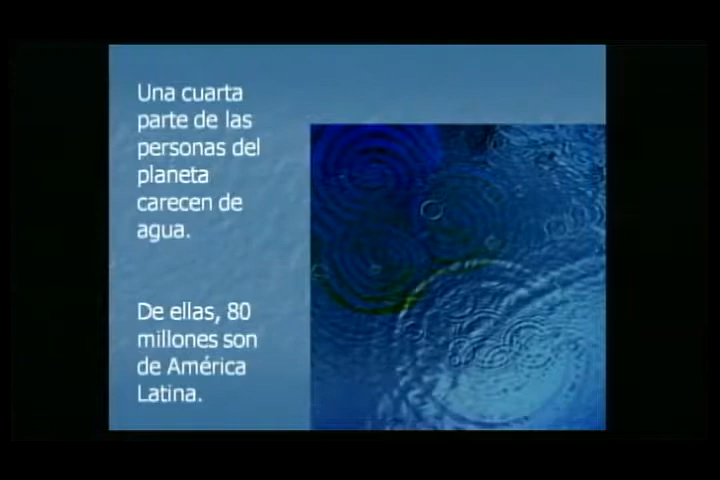 Una cuarta
parte de las
personas del
planeta
carecen de
agua.
De ellas, 80
millones son
de América
Latina.